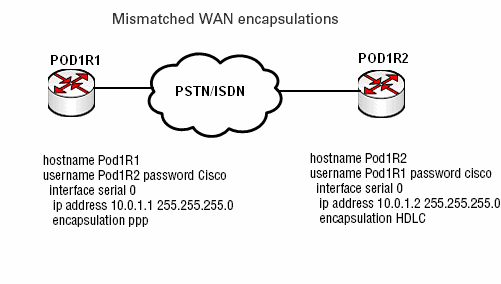 Mismatched WAN encapsulations
POD1R1
POD1R2
PSTN/ISDN
hostname Pod1R1
username Pod1R2 password Cisco
interface serial 0
ip address 10.0.1.1 255.255.255.0
encapsulation ppp
hostname Pod1R2
username Pod1R1 password cisco
interface serial 0
ip address 10.0.1.2 255.255.255.0
encapsulation HDLC